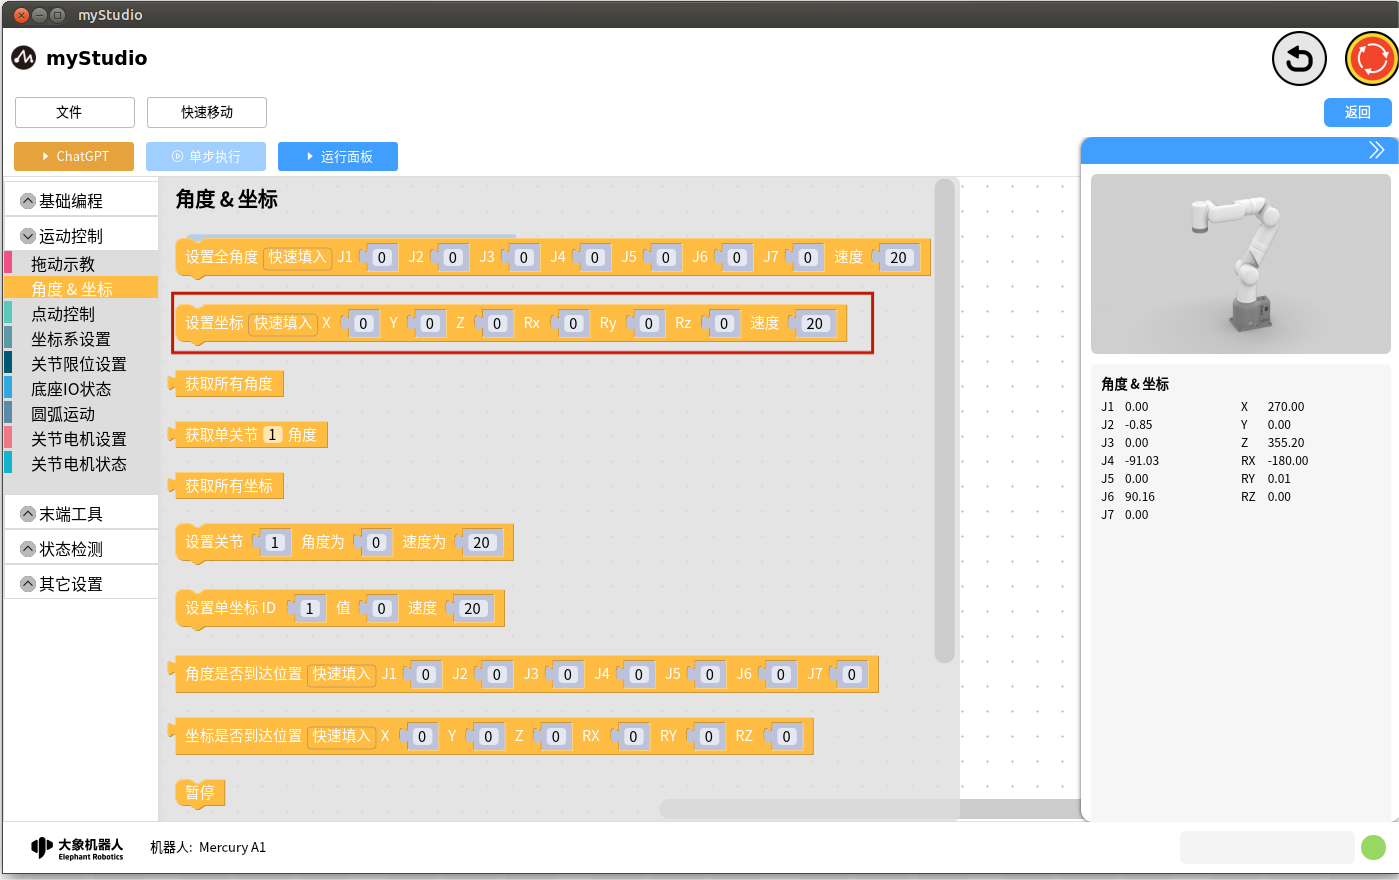 myStudio
myStudio
文件
快速移动
返回
ChatGPT
单步执行
运行面板
基础编程
运动控制
拖动示教
角度 & 坐标
点动控制
坐标系设置
关节限位设置
底座IO状态
圆弧运动
关节电机设置
关节电机状态
末端工具
状态检测
其它设置
角度 & 坐标
设置全角度 快速填入 J1 0 J2 0 J3 0 J4 0 J5 0 J6 0 J7 0 速度 20
设置坐标 快速填入 X 0 Y 0 Z 0 Rx 0 Ry 0 Rz 0 速度 20
获取所有角度
获取单关节 1 角度
获取所有坐标
设置关节 1 角度为 0 速度为 20
设置单坐标 ID 1 值 0 速度 20
角度是否到达位置 快速填入 J1 0 J2 0 J3 0 J4 0 J5 0 J6 0 J7 0
坐标是否到达位置 快速填入 X 0 Y 0 Z 0 RX 0 RY 0 RZ 0
暂停
角度 & 坐标
J1 0.00 X 270.00
J2 -0.85 Y 0.00
J3 0.00 Z 355.20
J4 -91.03 RX -180.00
J5 0.00 RY 0.01
J6 90.16 RZ 0.00
J7 0.00
大象机器人
Elephant Robotics
机器人: Mercury A1